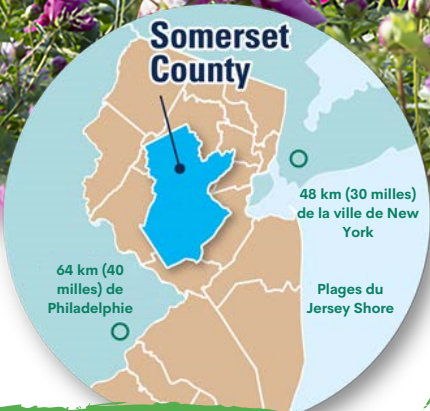 Somerset
County
48 km (30 milles)
de la ville de New
York
64 km (40
milles) de
Philadelphie
Plages du
Jersey Shore